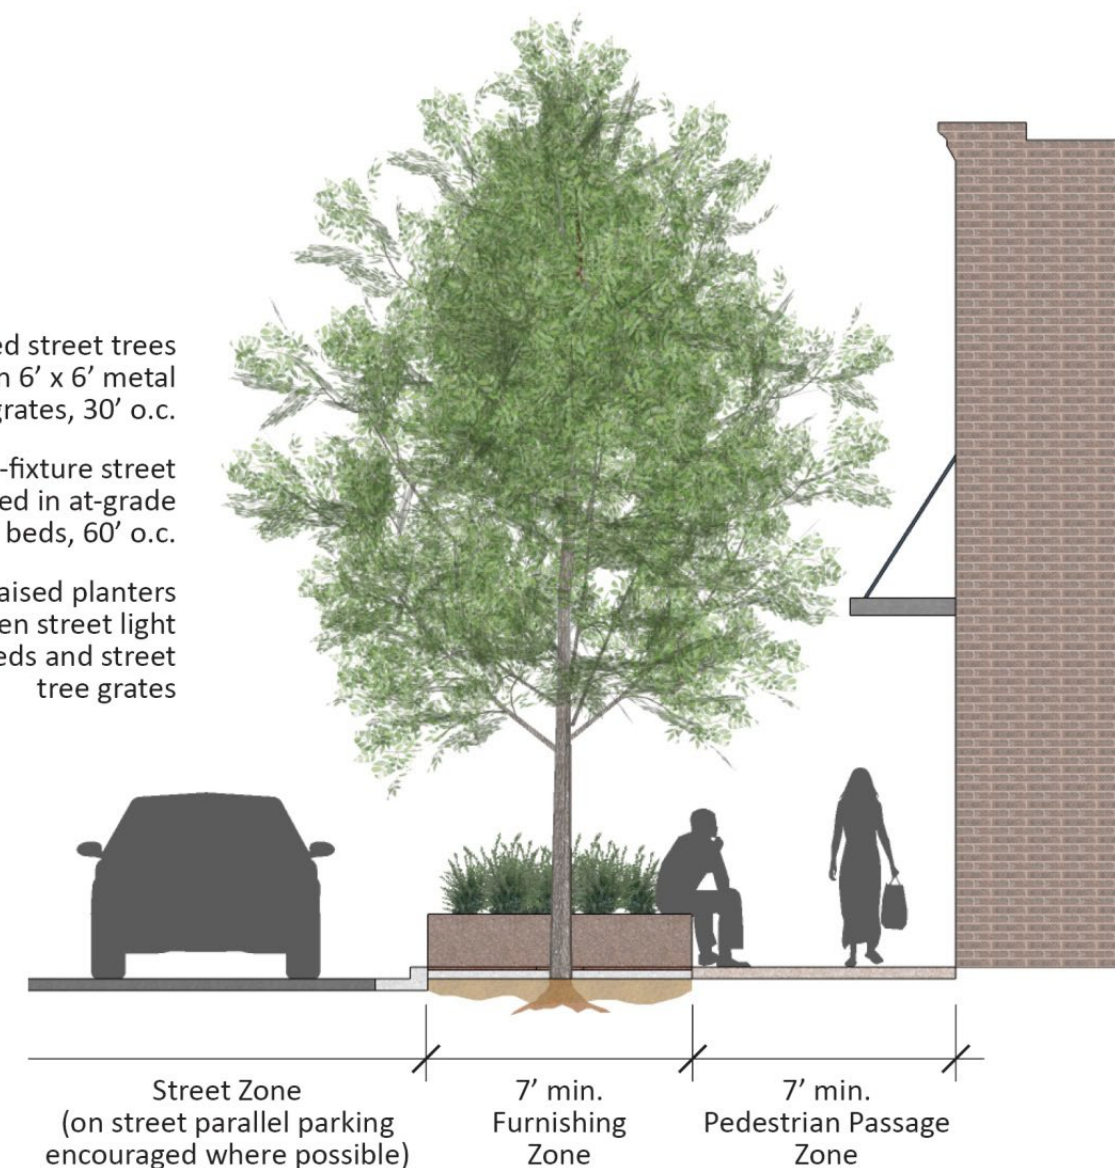 ed street trees
n 6’ x 6’ metal
grates, 30’ o.c.
-fixture street
ed in at-grade
beds, 60’ o.c.
aised planters
en street light
eds and street
tree grates
Street Zone
(on street parallel parking
encouraged where possible)
7’ min.
Furnishing
Zone
7’ min.
Pedestrian Passage
Zone